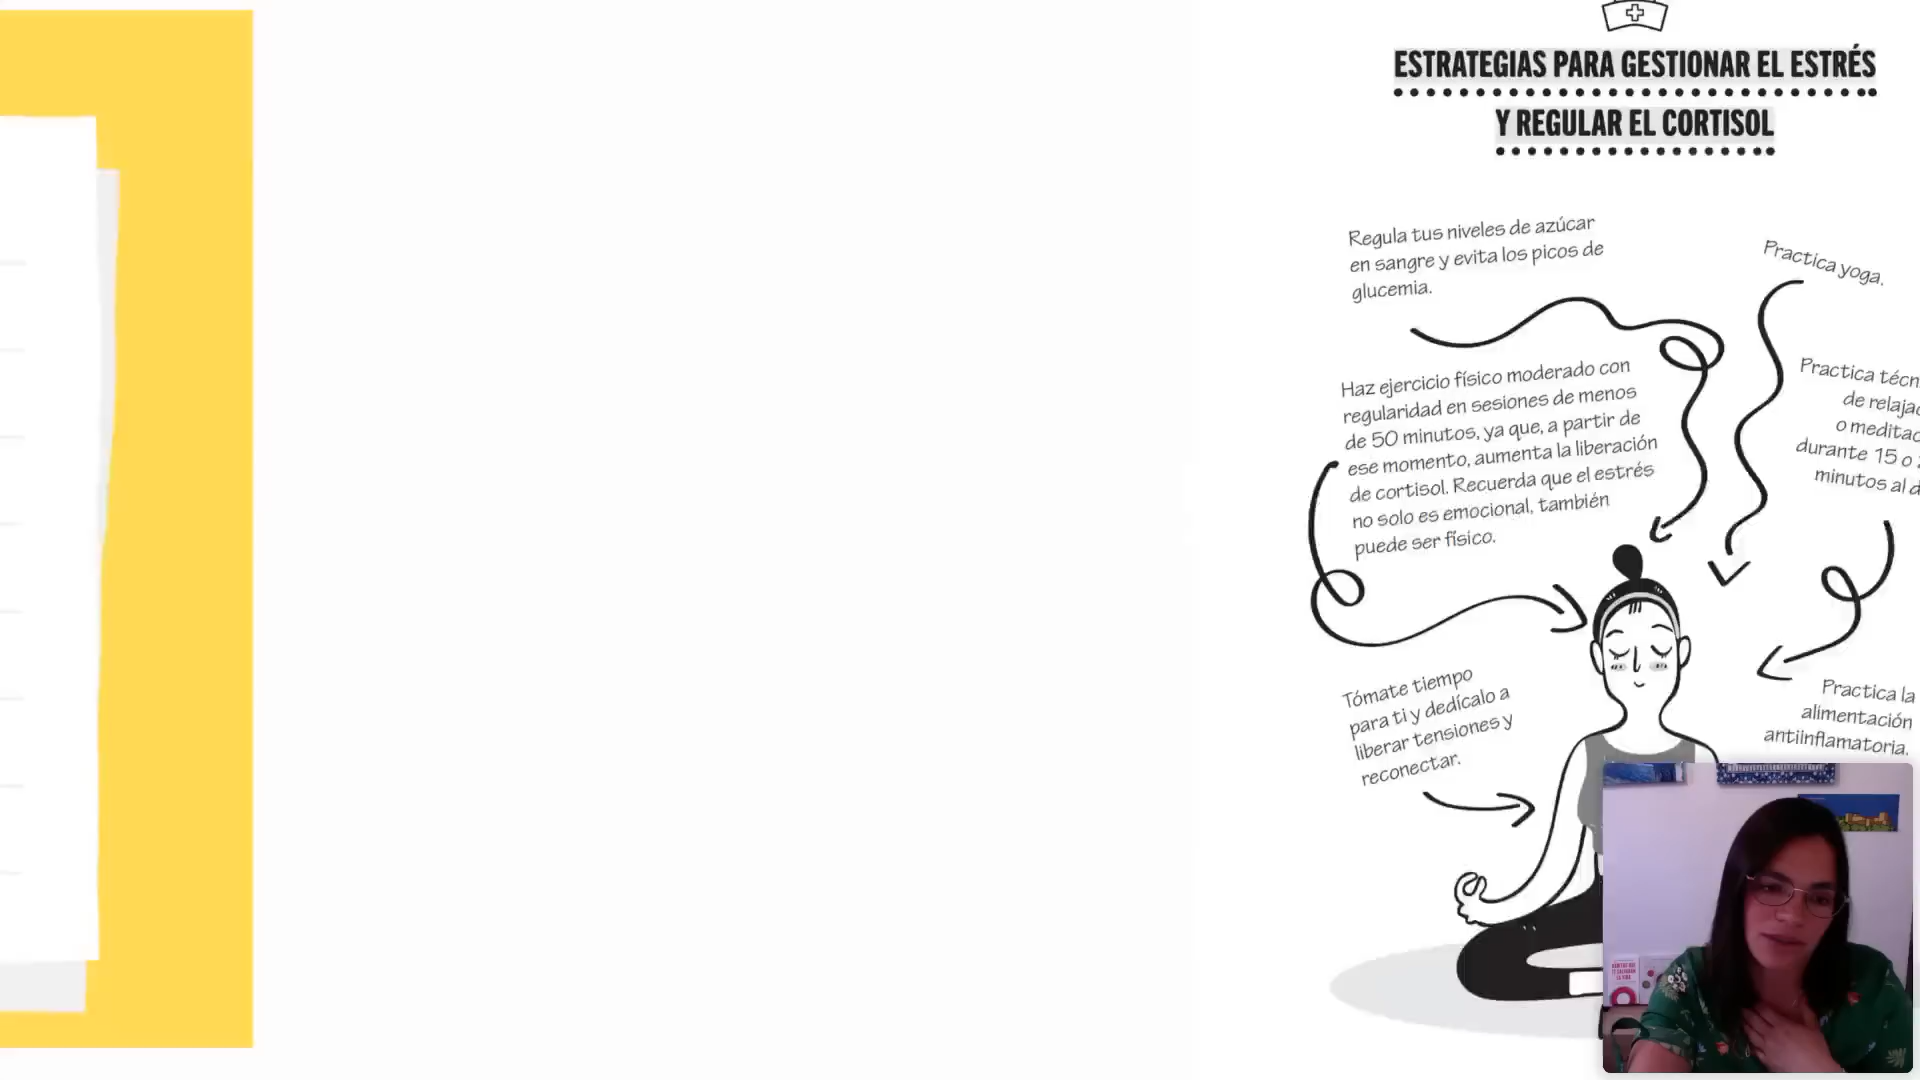 ESTRATEGIAS PARA GESTIONAR EL ESTRÉS
Y REGULAR EL CORTISOL
Regula tus niveles de azúcar
en sangre y evita los picos de
glucemia.
Practica yoga.
Haz ejercicio físico moderado con
regularidad en sesiones de menos
de 50 minutos, ya que, a partir de
ese momento, aumenta la liberación
de cortisol. Recuerda que el estrés
no solo es emocional, también
puede ser físico.
Practica
de
o
durante 15 o
minutos al
Tómate tiempo
para ti y dedícalo a
liberar tensiones y
reconectar.
Practica la
alimentación
antiinflamatoria.